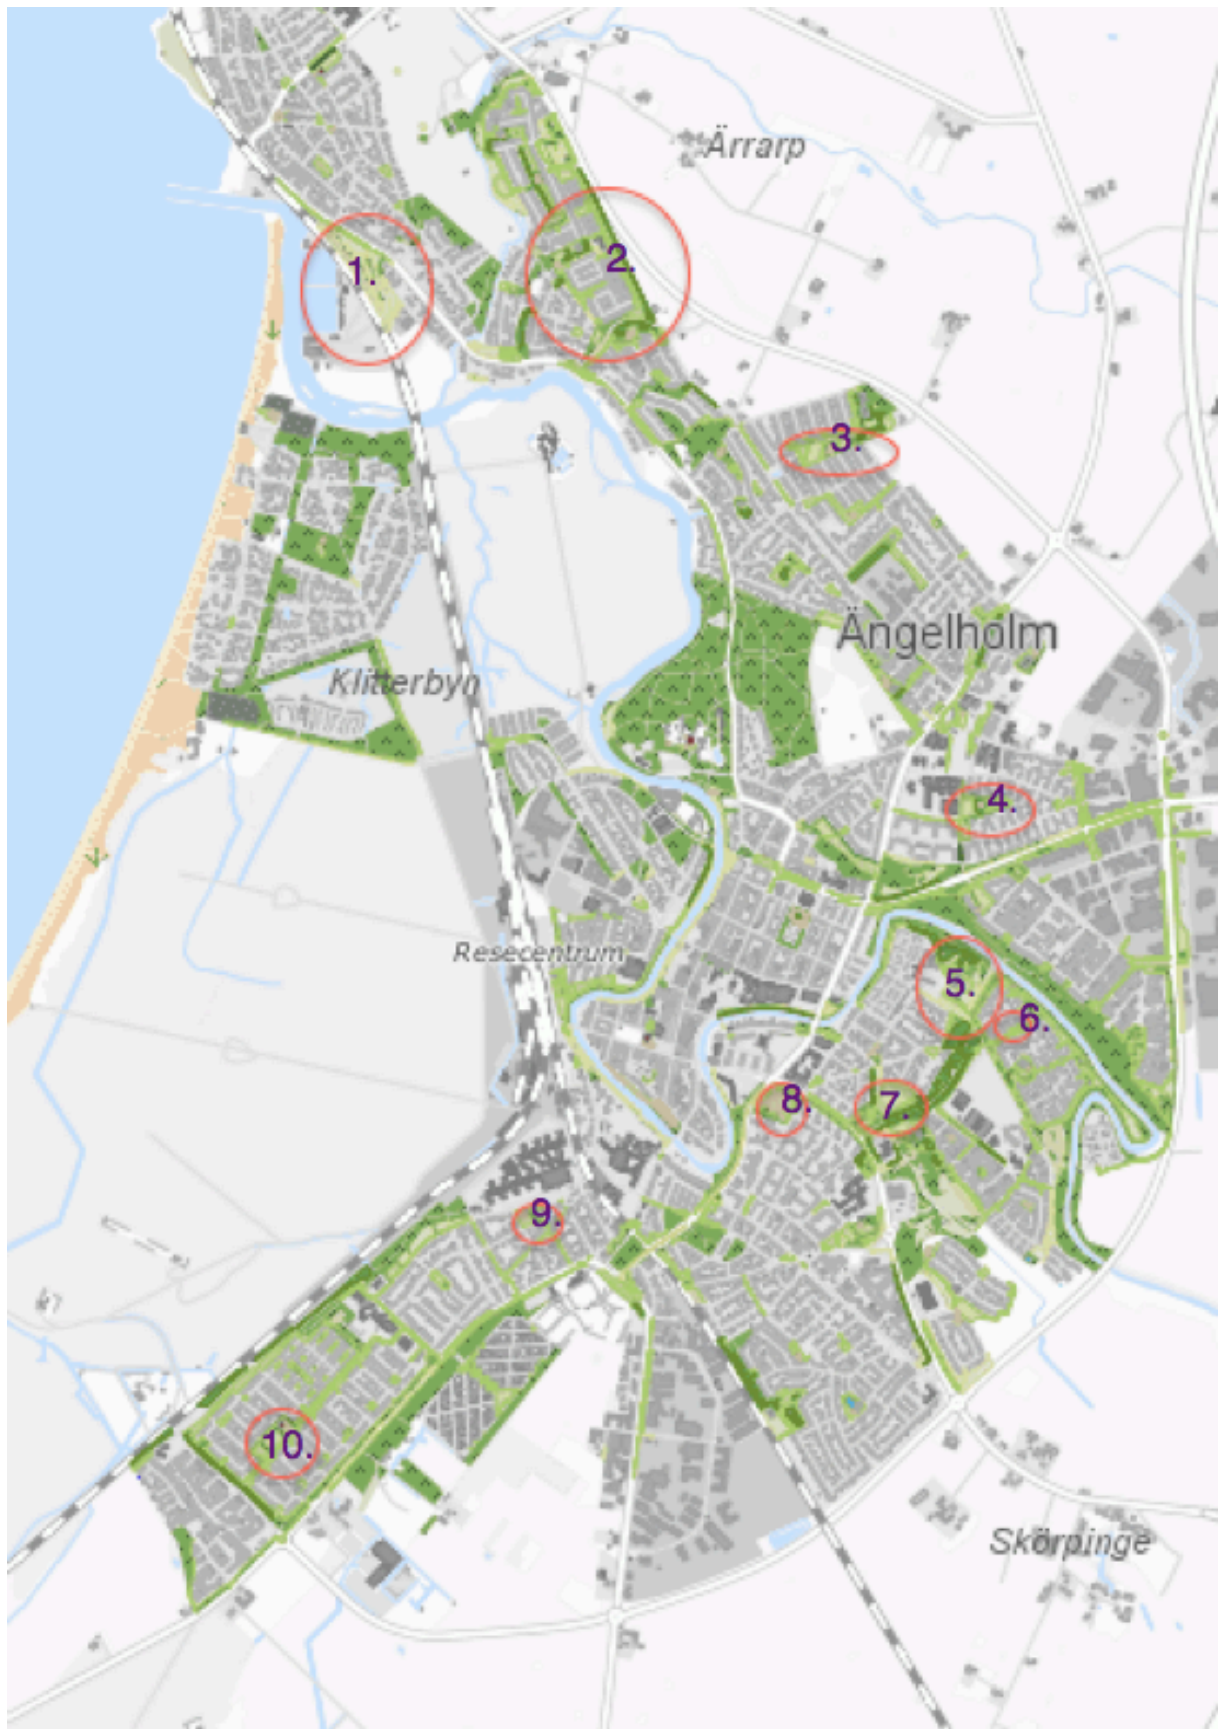 Ärrarp
1.
2.
3.
Ängelholm
Klitterbyn
4.
Resecentrum
5.
6.
8.
7.
9.
10.
Skörpinge